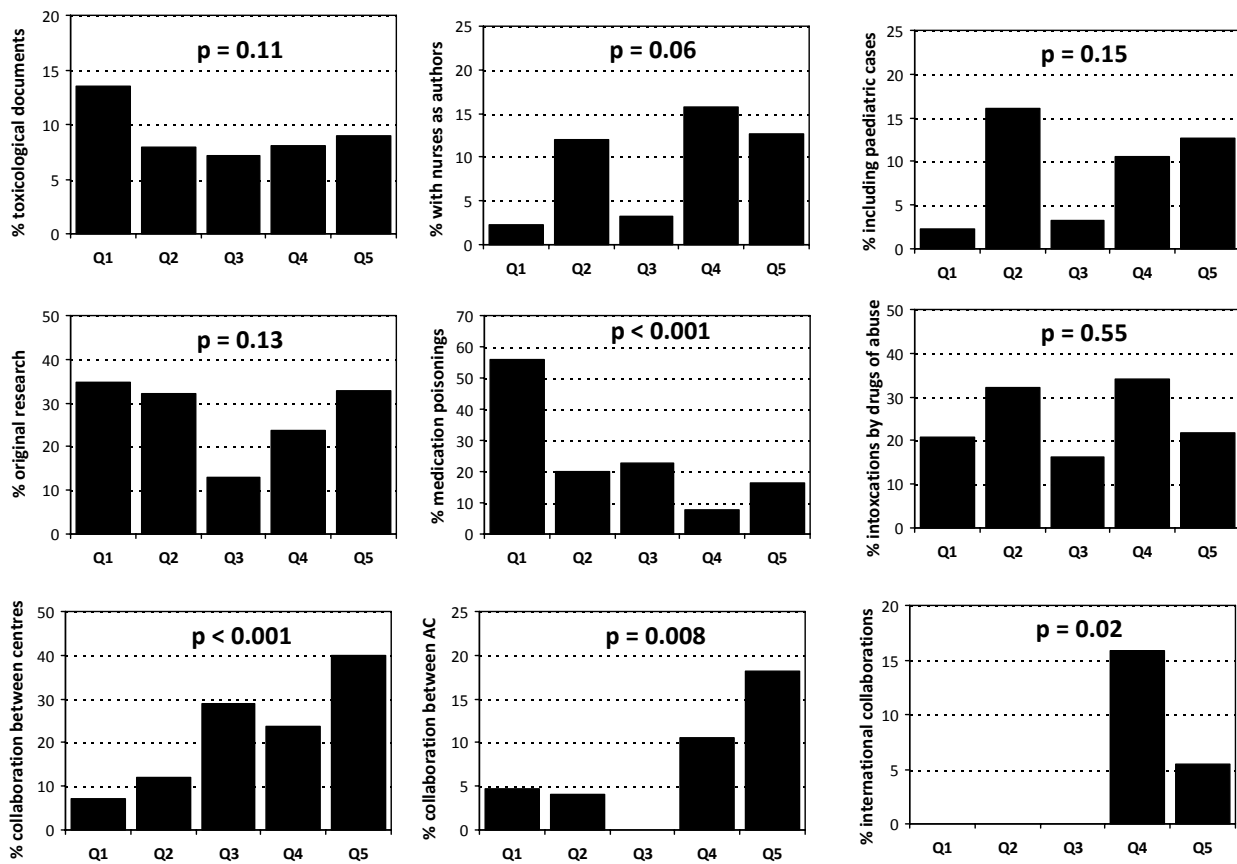 % toxicological documents
20
15
10
5
0
p = 0.11
Q1 Q2 Q3 Q4 Q5
% with nurses as authors
25
20
15
10
5
0
p = 0.06
Q1 Q2 Q3 Q4 Q5
% including paediatric cases
25
20
15
10
5
0
p = 0.15
Q1 Q2 Q3 Q4 Q5
% original research
50
40
30
20
10
0
p = 0.13
Q1 Q2 Q3 Q4 Q5
% medication poisonings
70
60
50
40
30
20
10
0
p < 0.001
Q1 Q2 Q3 Q4 Q5
% intoxcations by drugs of abuse
50
40
30
20
10
0
p = 0.55
Q1 Q2 Q3 Q4 Q5
% collaboration between centres
50
40
30
20
10
0
p < 0.001
Q1 Q2 Q3 Q4 Q5
% collaboration between AC
25
20
15
10
5
0
p = 0.008
Q1 Q2 Q3 Q4 Q5
% international collaborations
20
15
10
5
0
p = 0.02
Q1 Q2 Q3 Q4 Q5